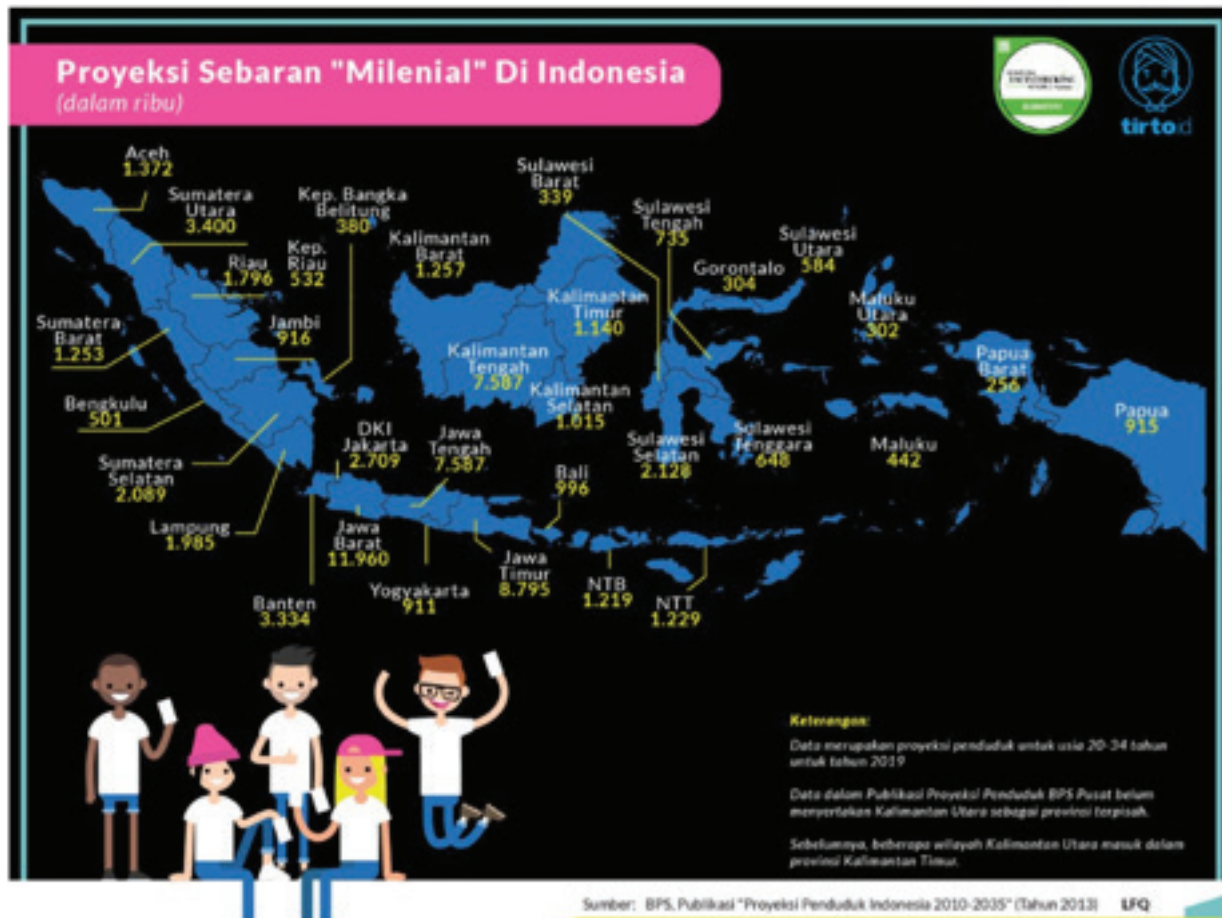 Proyeksi Sebaran "Milenial" Di Indonesia
(dalam ribu)
tirto.id
Aceh
1.372
Sumatera
Utara
3.400
Kep. Bangka
Belitung
380
Sulawesi
Barat
339
Sulawesi
Tengah
735
Sulawesi
Utara
584
Kalimantan
Barat
1.257
Kep.
Riau
532
Riau
1.796
Gorontalo
304
Maluku
Utara
302
Kalimantan
Timur
1.140
Sumatera
Barat
1.253
Jambi
916
Kalimantan
Tengah
7.587
Papua
Barat
256
Papua
915
Bengkulu
501
Kalimantan
Selatan
1.015
DKI
Jakarta
2.709
Jawa
Tengah
7.587
Sulawesi
Selatan
2.128
Sulawesi
Tenggara
648
Maluku
442
Sumatera
Selatan
2.089
Bali
996
Lampung
1.985
Jawa
Barat
11.960
Jawa
Timur
8.795
Yogyakarta
911
NTB
1.219
NTT
1.229
Banten
3.334
Keterangan:
Data merupakan proyeksi penduduk untuk usia 20-34 tahun
untuk tahun 2019
Data dalam Publikasi Proyeksi Penduduk BPS Pusat belum
menyertakan Kalimantan Utara sebagai provinsi terpisah.
Sebelumnya, beberapa wilayah Kalimantan Utara masuk dalam
provinsi Kalimantan Timur.
Sumber: BPS, Publikasi "Proyeksi Penduduk Indonesia 2010-2035" (Tahun 2013) LFQ